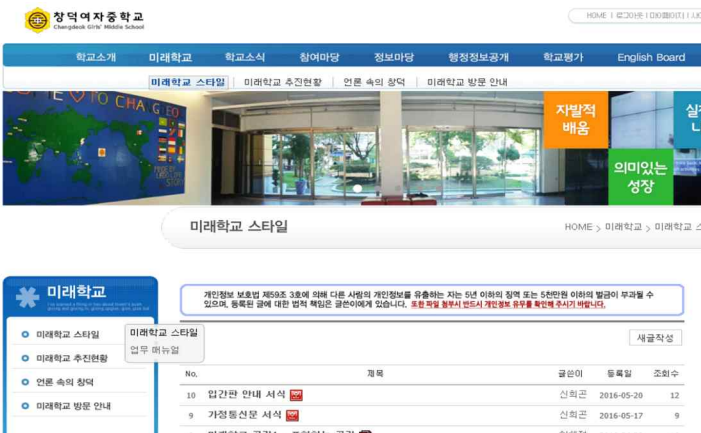 창덕여자중학교
Changdeok Girls' Middle School
HOME | 로그아웃 | 마이페이지
학교소개 미래학교 학교소식 참여마당 정보마당 행정정보공개 학교평가 English Board
미래학교 스타일 | 미래학교 추진현황 | 언론 속의 창덕 | 미래학교 방문 안내
자발적
배움
의미있는
성장
미래학교 스타일
HOME > 미래학교 > 미래학교
미래학교
개인정보 보호법 제59조 3호에 의해 다른 사람의 개인정보를 유출하는 자는 5년 이하의 징역 또는 5천만원 이하의 벌금이 부과될 수
있으며, 등록된 글에 대한 법적 책임은 글쓴이에게 있습니다. 또한 파일 첨부시 반드시 개인정보 유무를 확인해 주시기 바랍니다.
미래학교 스타일
미래학교 추진현황
언론 속의 창덕
미래학교 방문 안내
미래학교 스타일
업무 매뉴얼
새글작성
No. 제목 글쓴이 등록일 조회수
10 입간판 안내 서식 신희곤 2016-05-20 12
9 가정통신문 서식 신희곤 2016-05-17 9